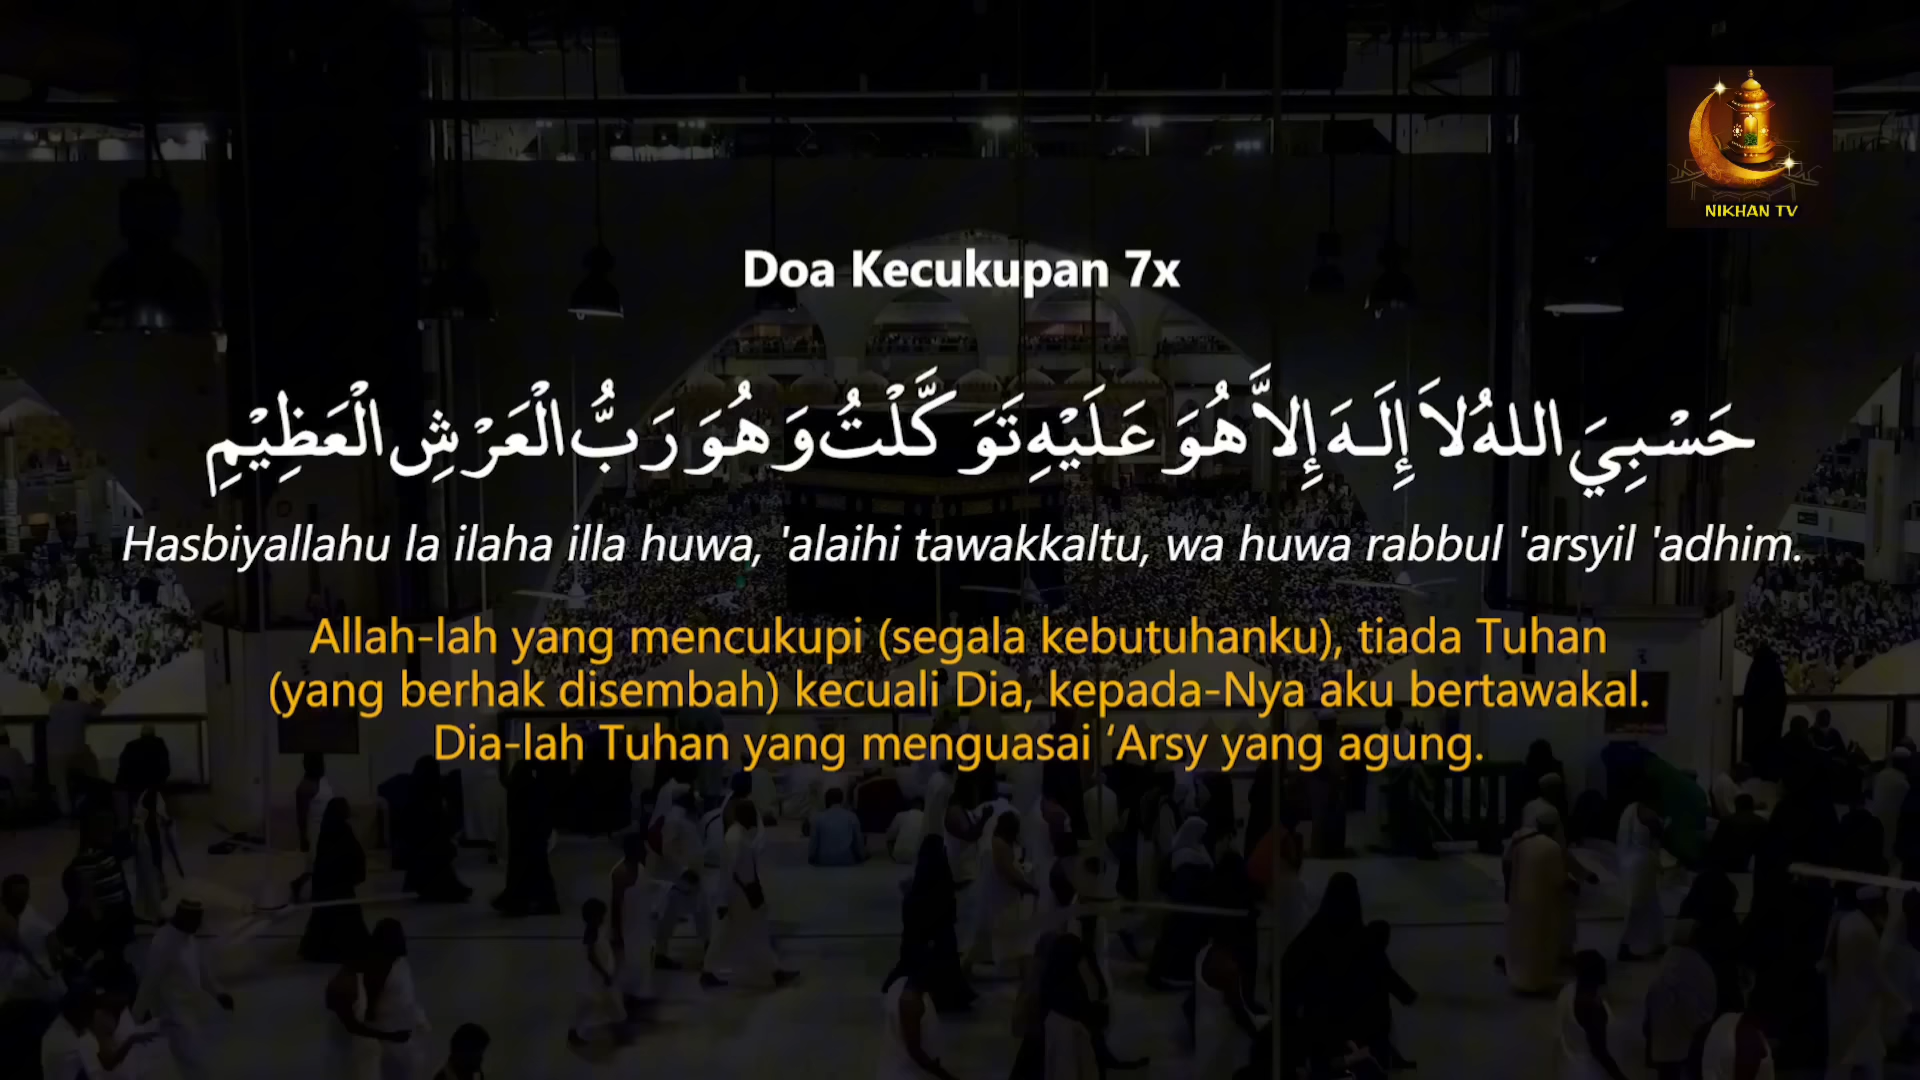 NIKHAN TV
Doa Kecukupan 7x
حَسْبِيَ اللهُ لاَ إِلَـهَ إِلاَّ هُوَ عَلَيْهِ تَوَكَّلْتُ وَهُوَ رَبُّ الْعَرْشِ الْعَظِيْمِ
Hasbiyallahu la ilaha illa huwa, 'alaihi tawakkaltu, wa huwa rabbul 'arsyil 'adhim.
Allah-lah yang mencukupi (segala kebutuhanku), tiada Tuhan
(yang berhak disembah) kecuali Dia, kepada-Nya aku bertawakal.
Dia-lah Tuhan yang menguasai ‘Arsy yang agung.